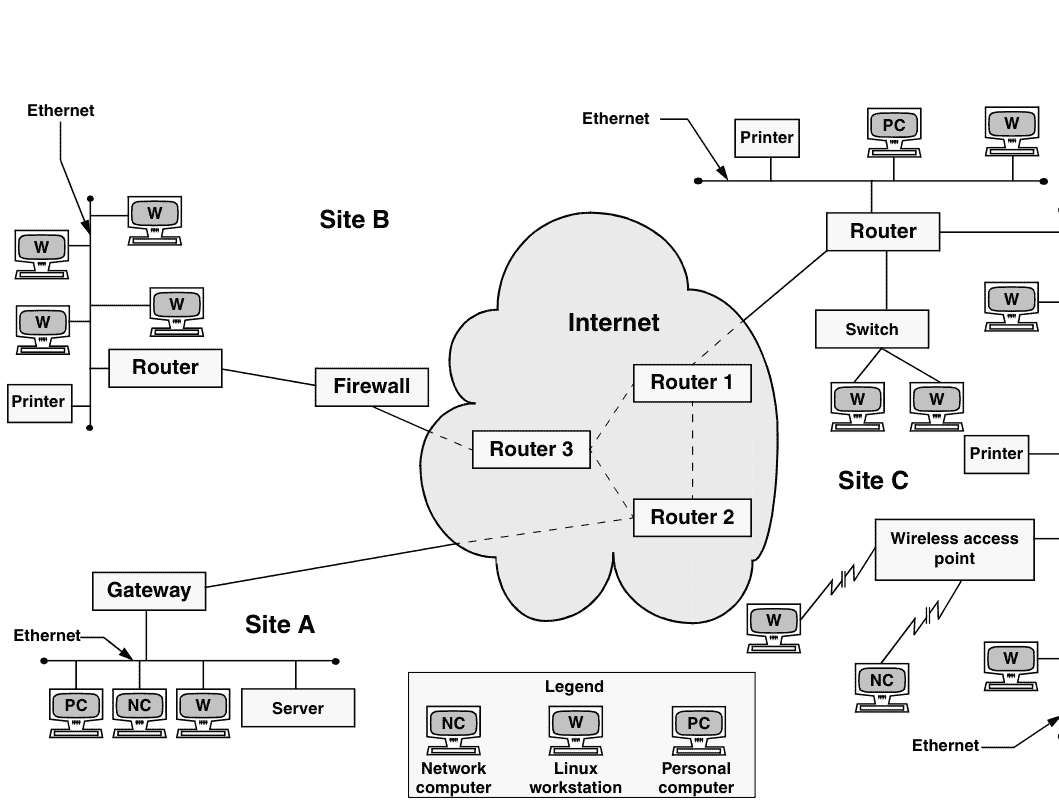 Ethernet
Ethernet
Printer
PC
W
W
W
Site B
Router
W
Internet
W
W
Switch
W
Router
Firewall
Router 1
Printer
W
W
Router 3
Printer
Site C
Router 2
Wireless access
point
Gateway
Site A
W
Ethernet
W
NC
PC
NC
W
Server
Legend
NC
W
PC
Ethernet
Network
computer
Linux
workstation
Personal
computer